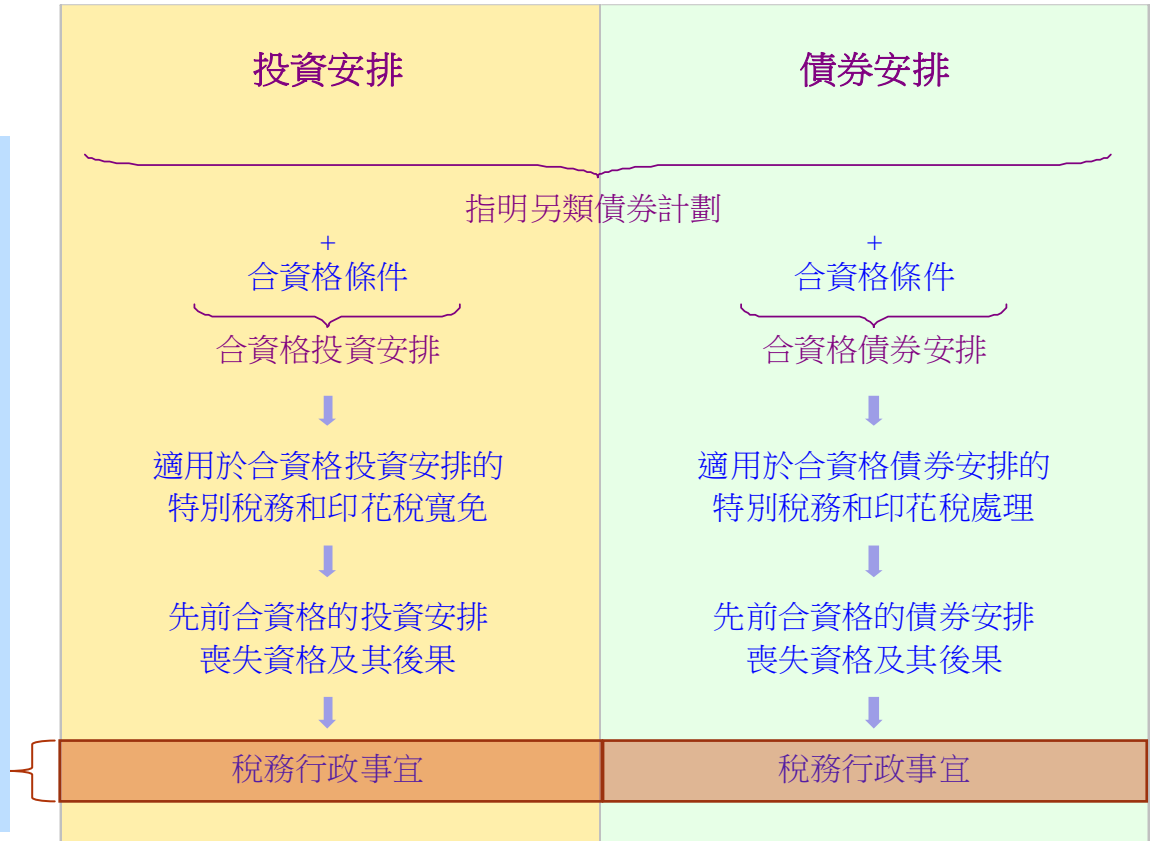 投資安排
債券安排
指明另類債券計劃
+
合資格條件
合資格投資安排
適用於合資格投資安排的
特別稅務和印花稅寬免
先前合資格的投資安排
喪失資格及其後果
稅務行政事宜
+
合資格條件
合資格債券安排
適用於合資格債券安排的
特別稅務和印花稅處理
先前合資格的債券安排
喪失資格及其後果
稅務行政事宜